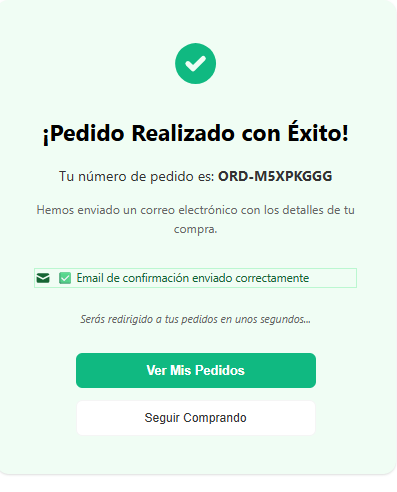 ¡Pedido Realizado con Éxito!
Tu número de pedido es: ORD-M5XPKGGG
Hemos enviado un correo electrónico con los detalles de tu
compra.
Email de confirmación enviado correctamente
Serás redirigido a tus pedidos en unos segundos...
Ver Mis Pedidos
Seguir Comprando